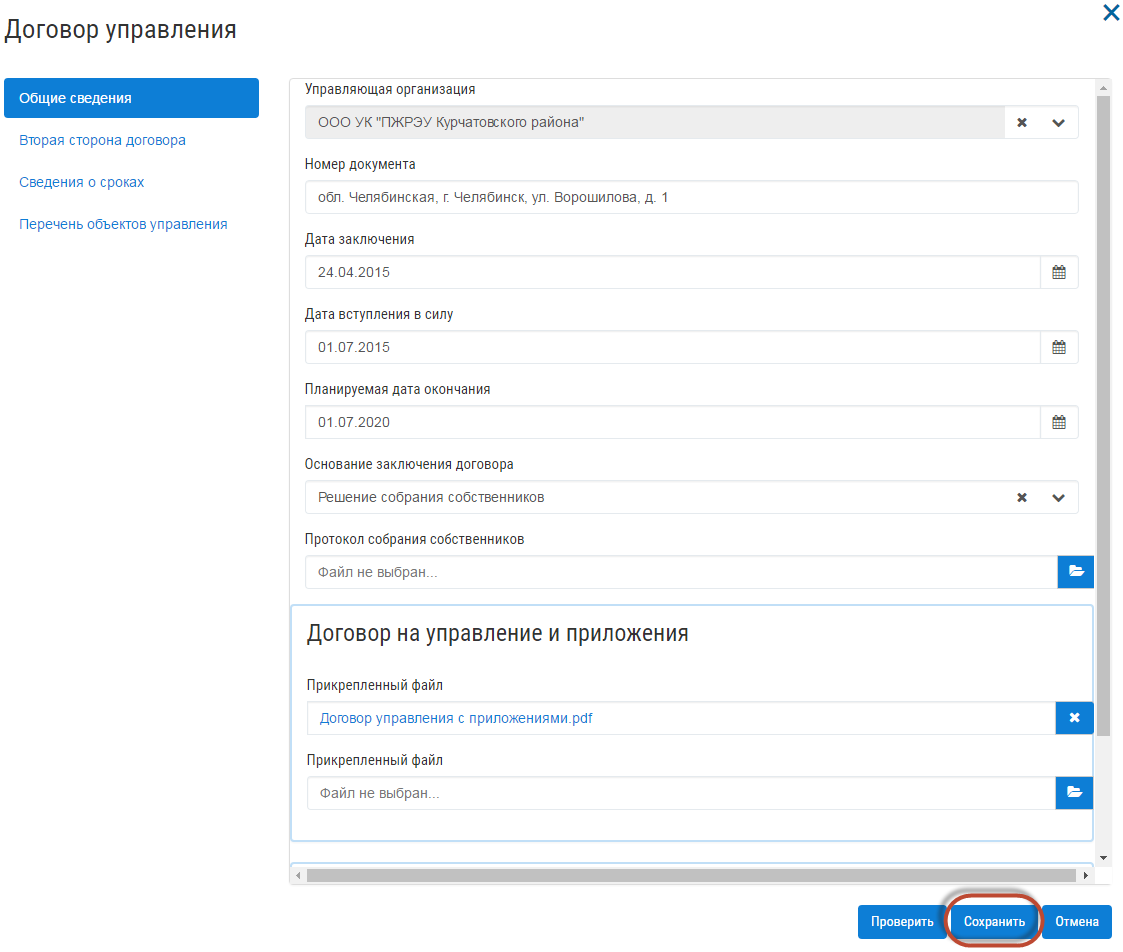 Договор управления
Общие сведения
Вторая сторона договора
Сведения о сроках
Перечень объектов управления
Управляющая организация
ООО УК "ПЖРЭУ Курчатовского района"
Номер документа
обл. Челябинская, г. Челябинск, ул. Ворошилова, д. 1
Дата заключения
24.04.2015
Дата вступления в силу
01.07.2015
Планируемая дата окончания
01.07.2020
Основание заключения договора
Решение собрания собственников
Протокол собрания собственников
Файл не выбран...
Договор на управление и приложения
Прикрепленный файл
Договор управления с приложениями.pdf
Прикрепленный файл
Файл не выбран...
Проверить Сохранить Отмена